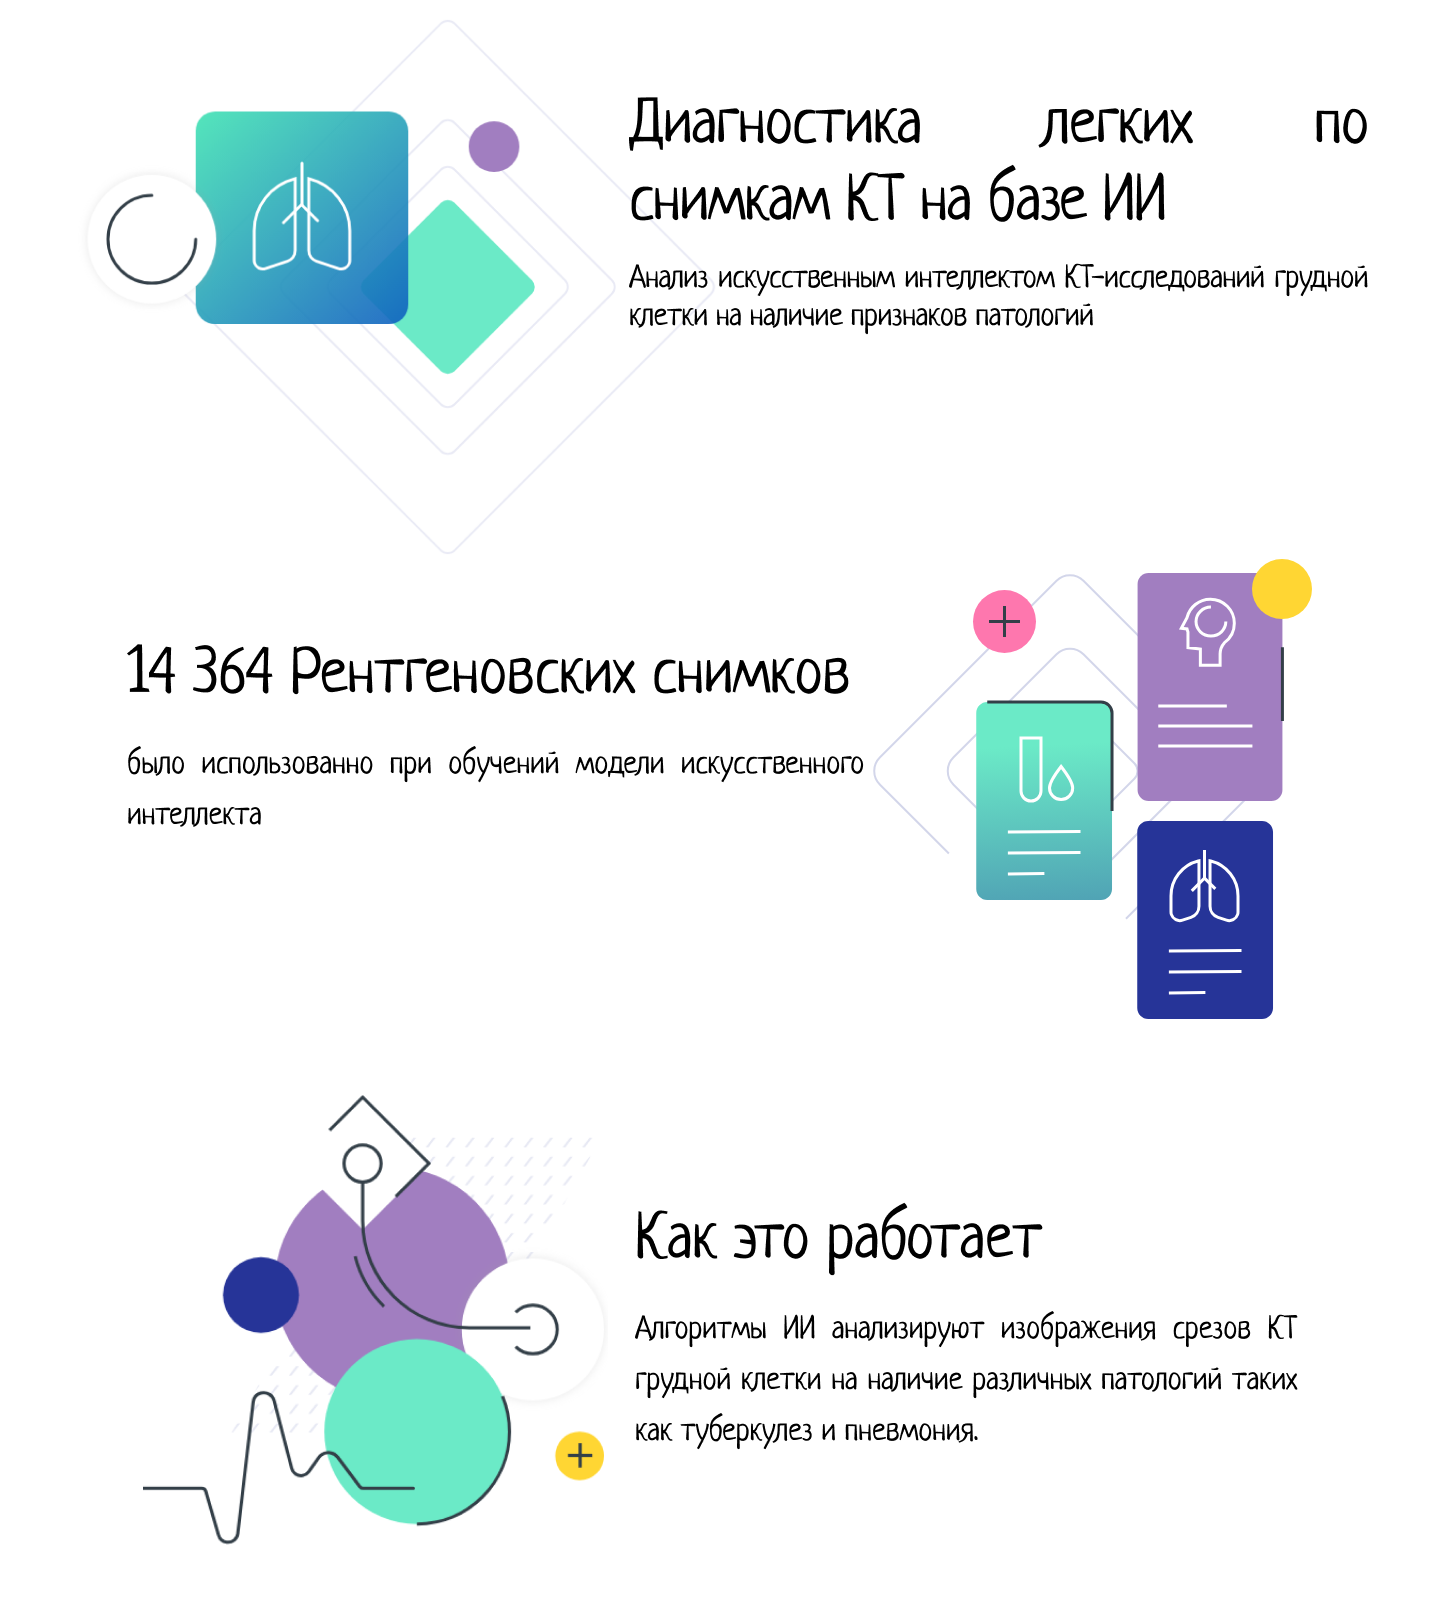 Диагностика легких по
снимкам КТ на базе ИИ
Анализ искусственным интеллектом КТ-исследований грудной
клетки на наличие признаков патологий
14 364 Рентгеновских снимков
было использованно при обучений модели искусственного
интеллекта
Как это работает
Алгоритмы ИИ анализируют изображения срезов КТ
грудной клетки на наличие различных патологий таких
как туберкулез и пневмония.